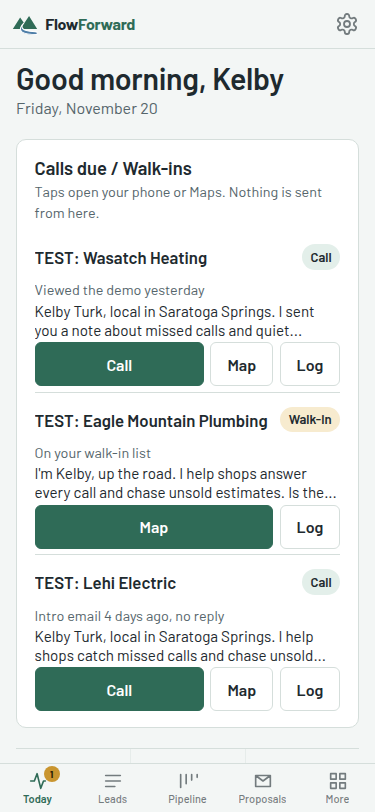 FlowForward
Good morning, Kelby
Friday, November 20
Calls due / Walk-ins
Taps open your phone or Maps. Nothing is sent
from here.
TEST: Wasatch Heating
Call
Viewed the demo yesterday
Kelby Turk, local in Saratoga Springs. I sent
you a note about missed calls and quiet...
Call
Map
Log
TEST: Eagle Mountain Plumbing
Walk-in
On your walk-in list
I'm Kelby, up the road. I help shops answer
every call and chase unsold estimates. Is the...
Map
Log
TEST: Lehi Electric
Call
Intro email 4 days ago, no reply
Kelby Turk, local in Saratoga Springs. I help
shops catch missed calls and chase unsold...
Call
Map
Log
1
Today
Leads
Pipeline
Proposals
More